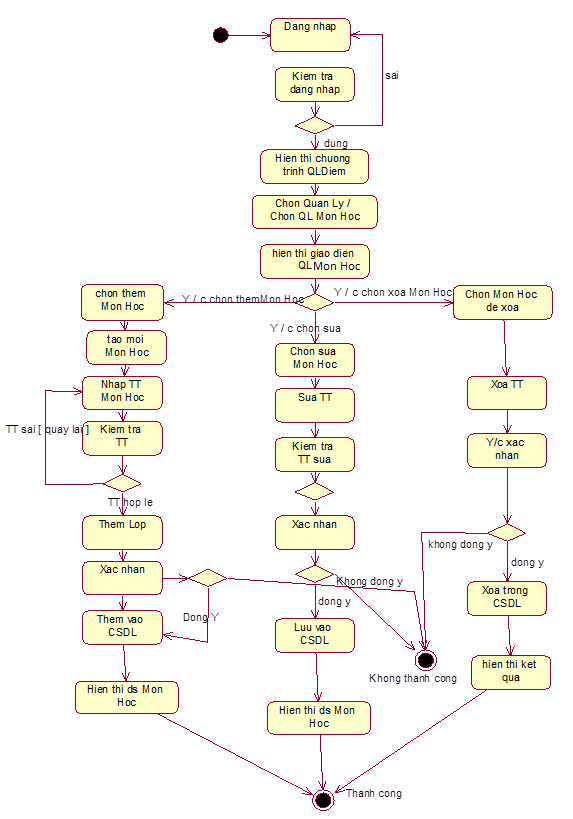 Dang nhap
sai
Kiem tra
dang nhap
dung
Hien thi chuong
trinh QLDiem
Chon Quan Ly /
Chon QL Mon Hoc
hien thi giao dien
QL Mon Hoc
Y / c chon themMon Hoc
Y / c chon xoa Mon Hoc
Y / c chon sua
chon them
Mon Hoc
tao moi
Mon Hoc
Nhap TT
Mon Hoc
TT sai [ quay lai ]
Kiem tra
TT
TT hop le
Them Lop
Xac nhan
Dong Y
Them vao
CSDL
Hien thi ds Mon
Hoc
Chon sua
Mon Hoc
Sua TT
Kiem tra
TT sua
Xac nhan
Khong dong y
dong y
Luu vao
CSDL
Hien thi ds Mon
Hoc
Chon Mon Hoc
de xoa
Xoa TT
Y/c xac
nhan
khong dong y
dong y
Xoa trong
CSDL
hien thi ket
qua
Khong thanh cong
Thanh cong